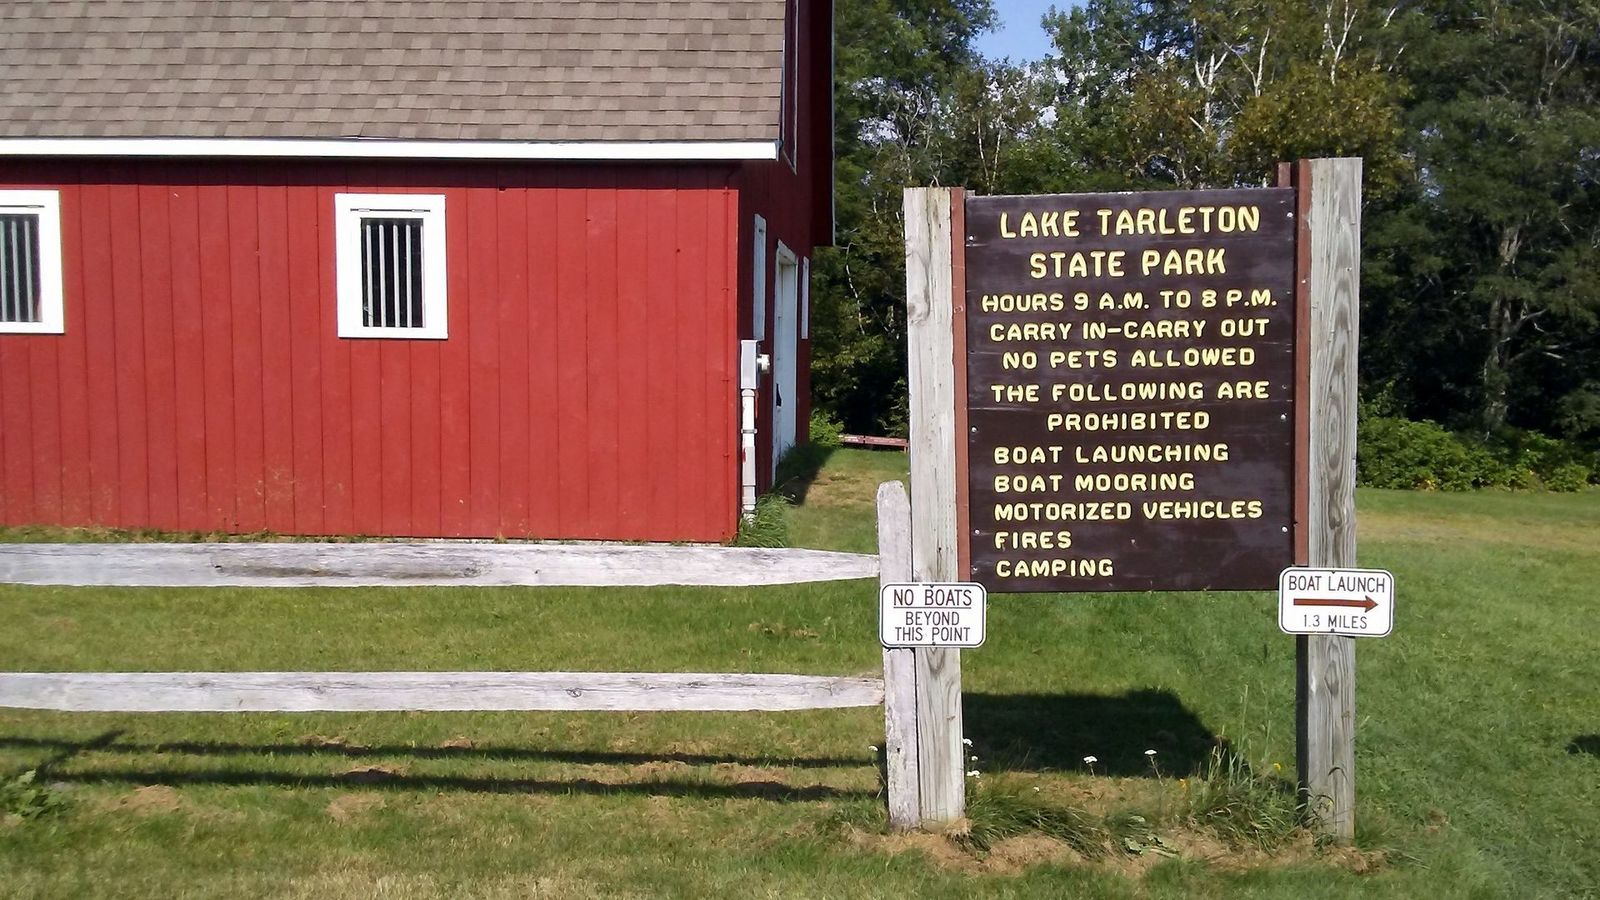 LAKE TARLETON
STATE PARK
HOURS 9 A.M. TO 8 P.M.
CARRY IN-CARRY OUT
NO PETS ALLOWED
THE FOLLOWING ARE
PROHIBITED
BOAT LAUNCHING
BOAT MOORING
MOTORIZED VEHICLES
FIRES
CAMPING
NO BOATS
BEYOND
THIS POINT
BOAT LAUNCH
1.3 MILES